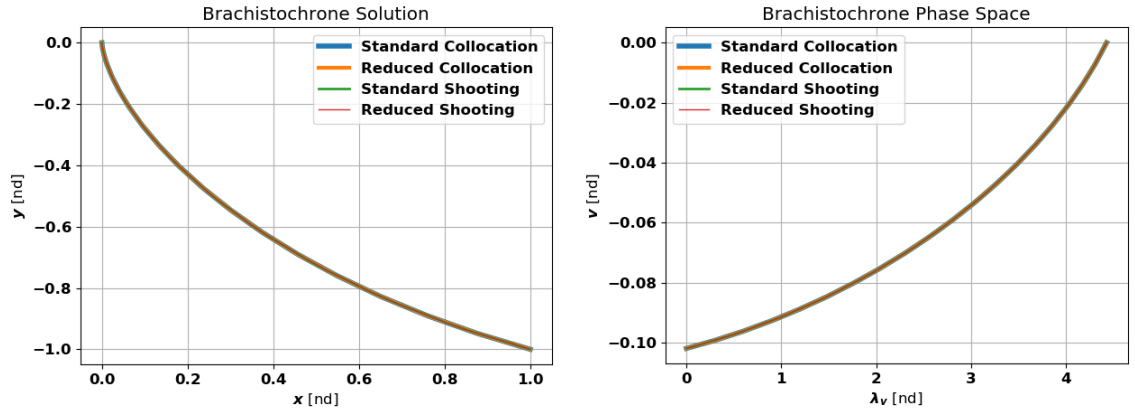 Brachistochrone Solution
0.0
−0.2
−0.4
−0.6
−0.8
−1.0
y [nd]
Standard Collocation
Reduced Collocation
Standard Shooting
Reduced Shooting
0.0 0.2 0.4 0.6 0.8 1.0
x [nd]
Brachistochrone Phase Space
0.00
−0.02
−0.04
−0.06
−0.08
−0.10
v [nd]
Standard Collocation
Reduced Collocation
Standard Shooting
Reduced Shooting
0 1 2 3 4
λv [nd]